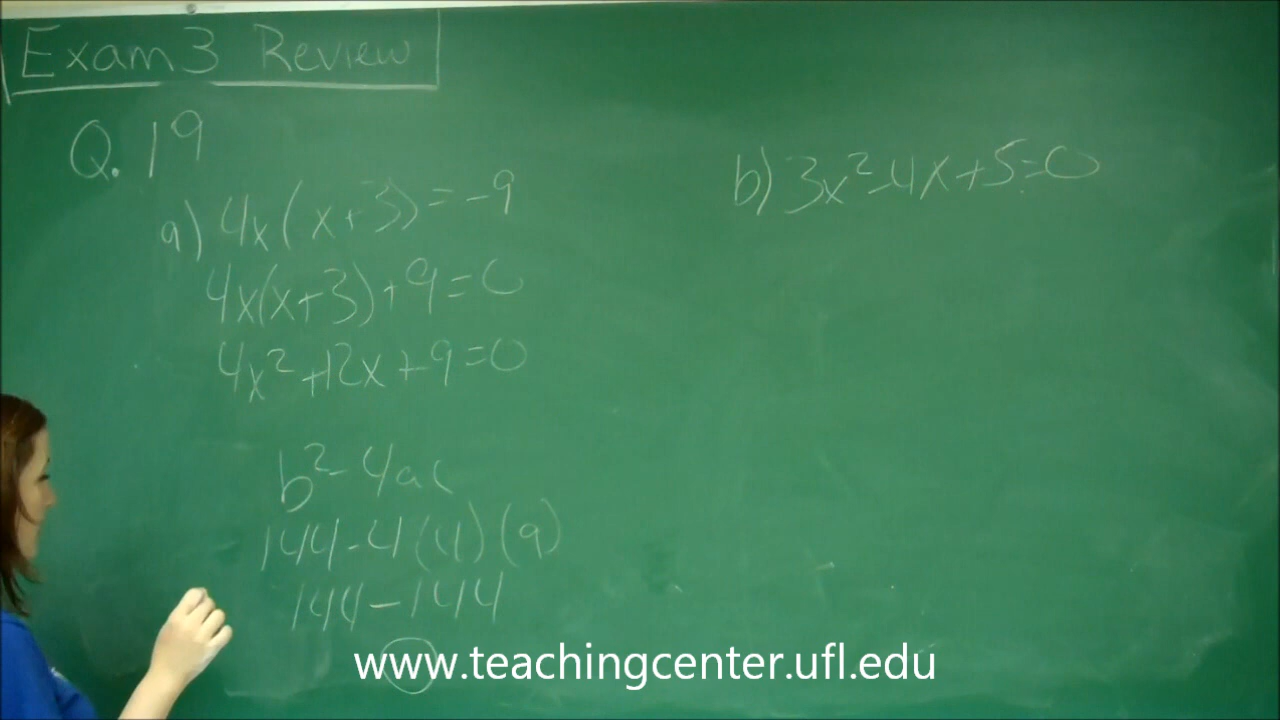 Exam 3 Review
Q. 19
a) 4x(x+3) = -9
4x(x+3)+9=0
4x²+12x+9=0
b²-4ac
144-4(4)(9)
144-144
b) 3x²-4x+5=0
www.teachingcenter.ufl.edu